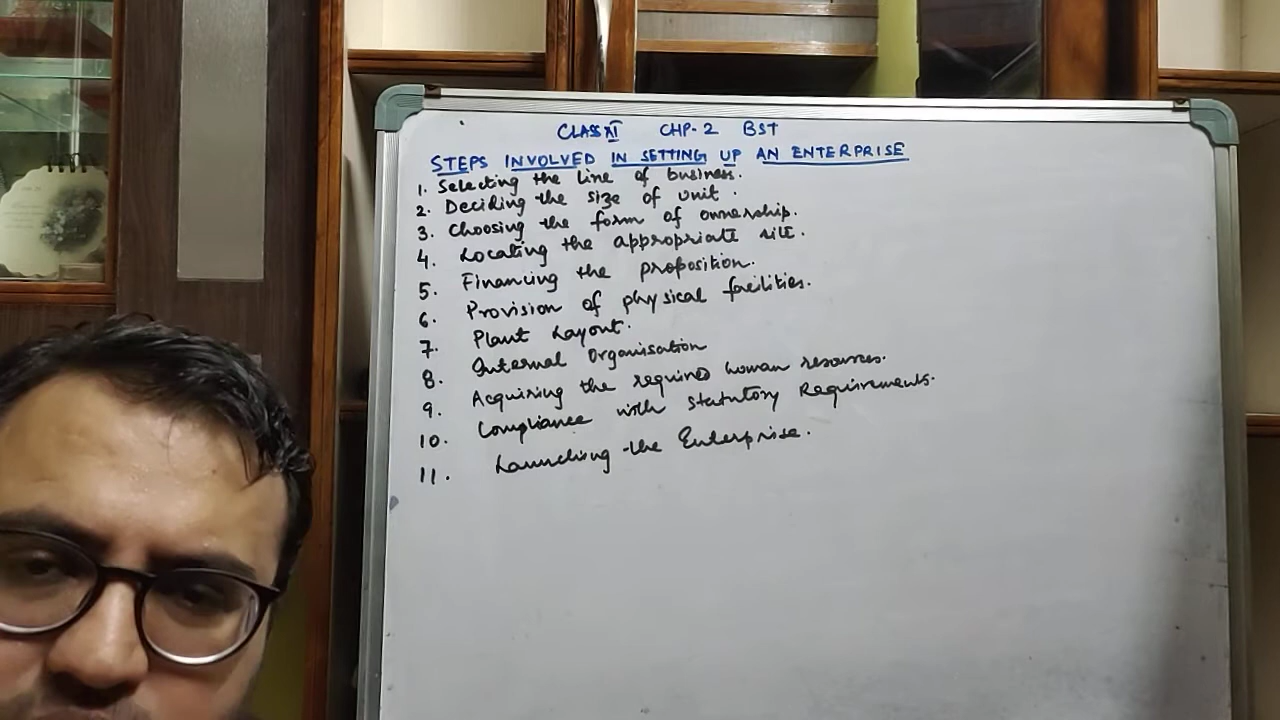 CLASS XI CHP-2 BST
STEPS INVOLVED IN SETTING UP AN ENTERPRISE
1. Selecting the line of business.
2. Deciding the size of unit.
3. Choosing the form of ownership.
4. Locating the appropriate site.
5. Financing the proposition.
6. Provision of physical facilities.
7. Plant Layout.
8. Internal Organisation
9. Acquiring the required human resources.
10. Compliance with statutory Requirements.
11. Launching the Enterprise.